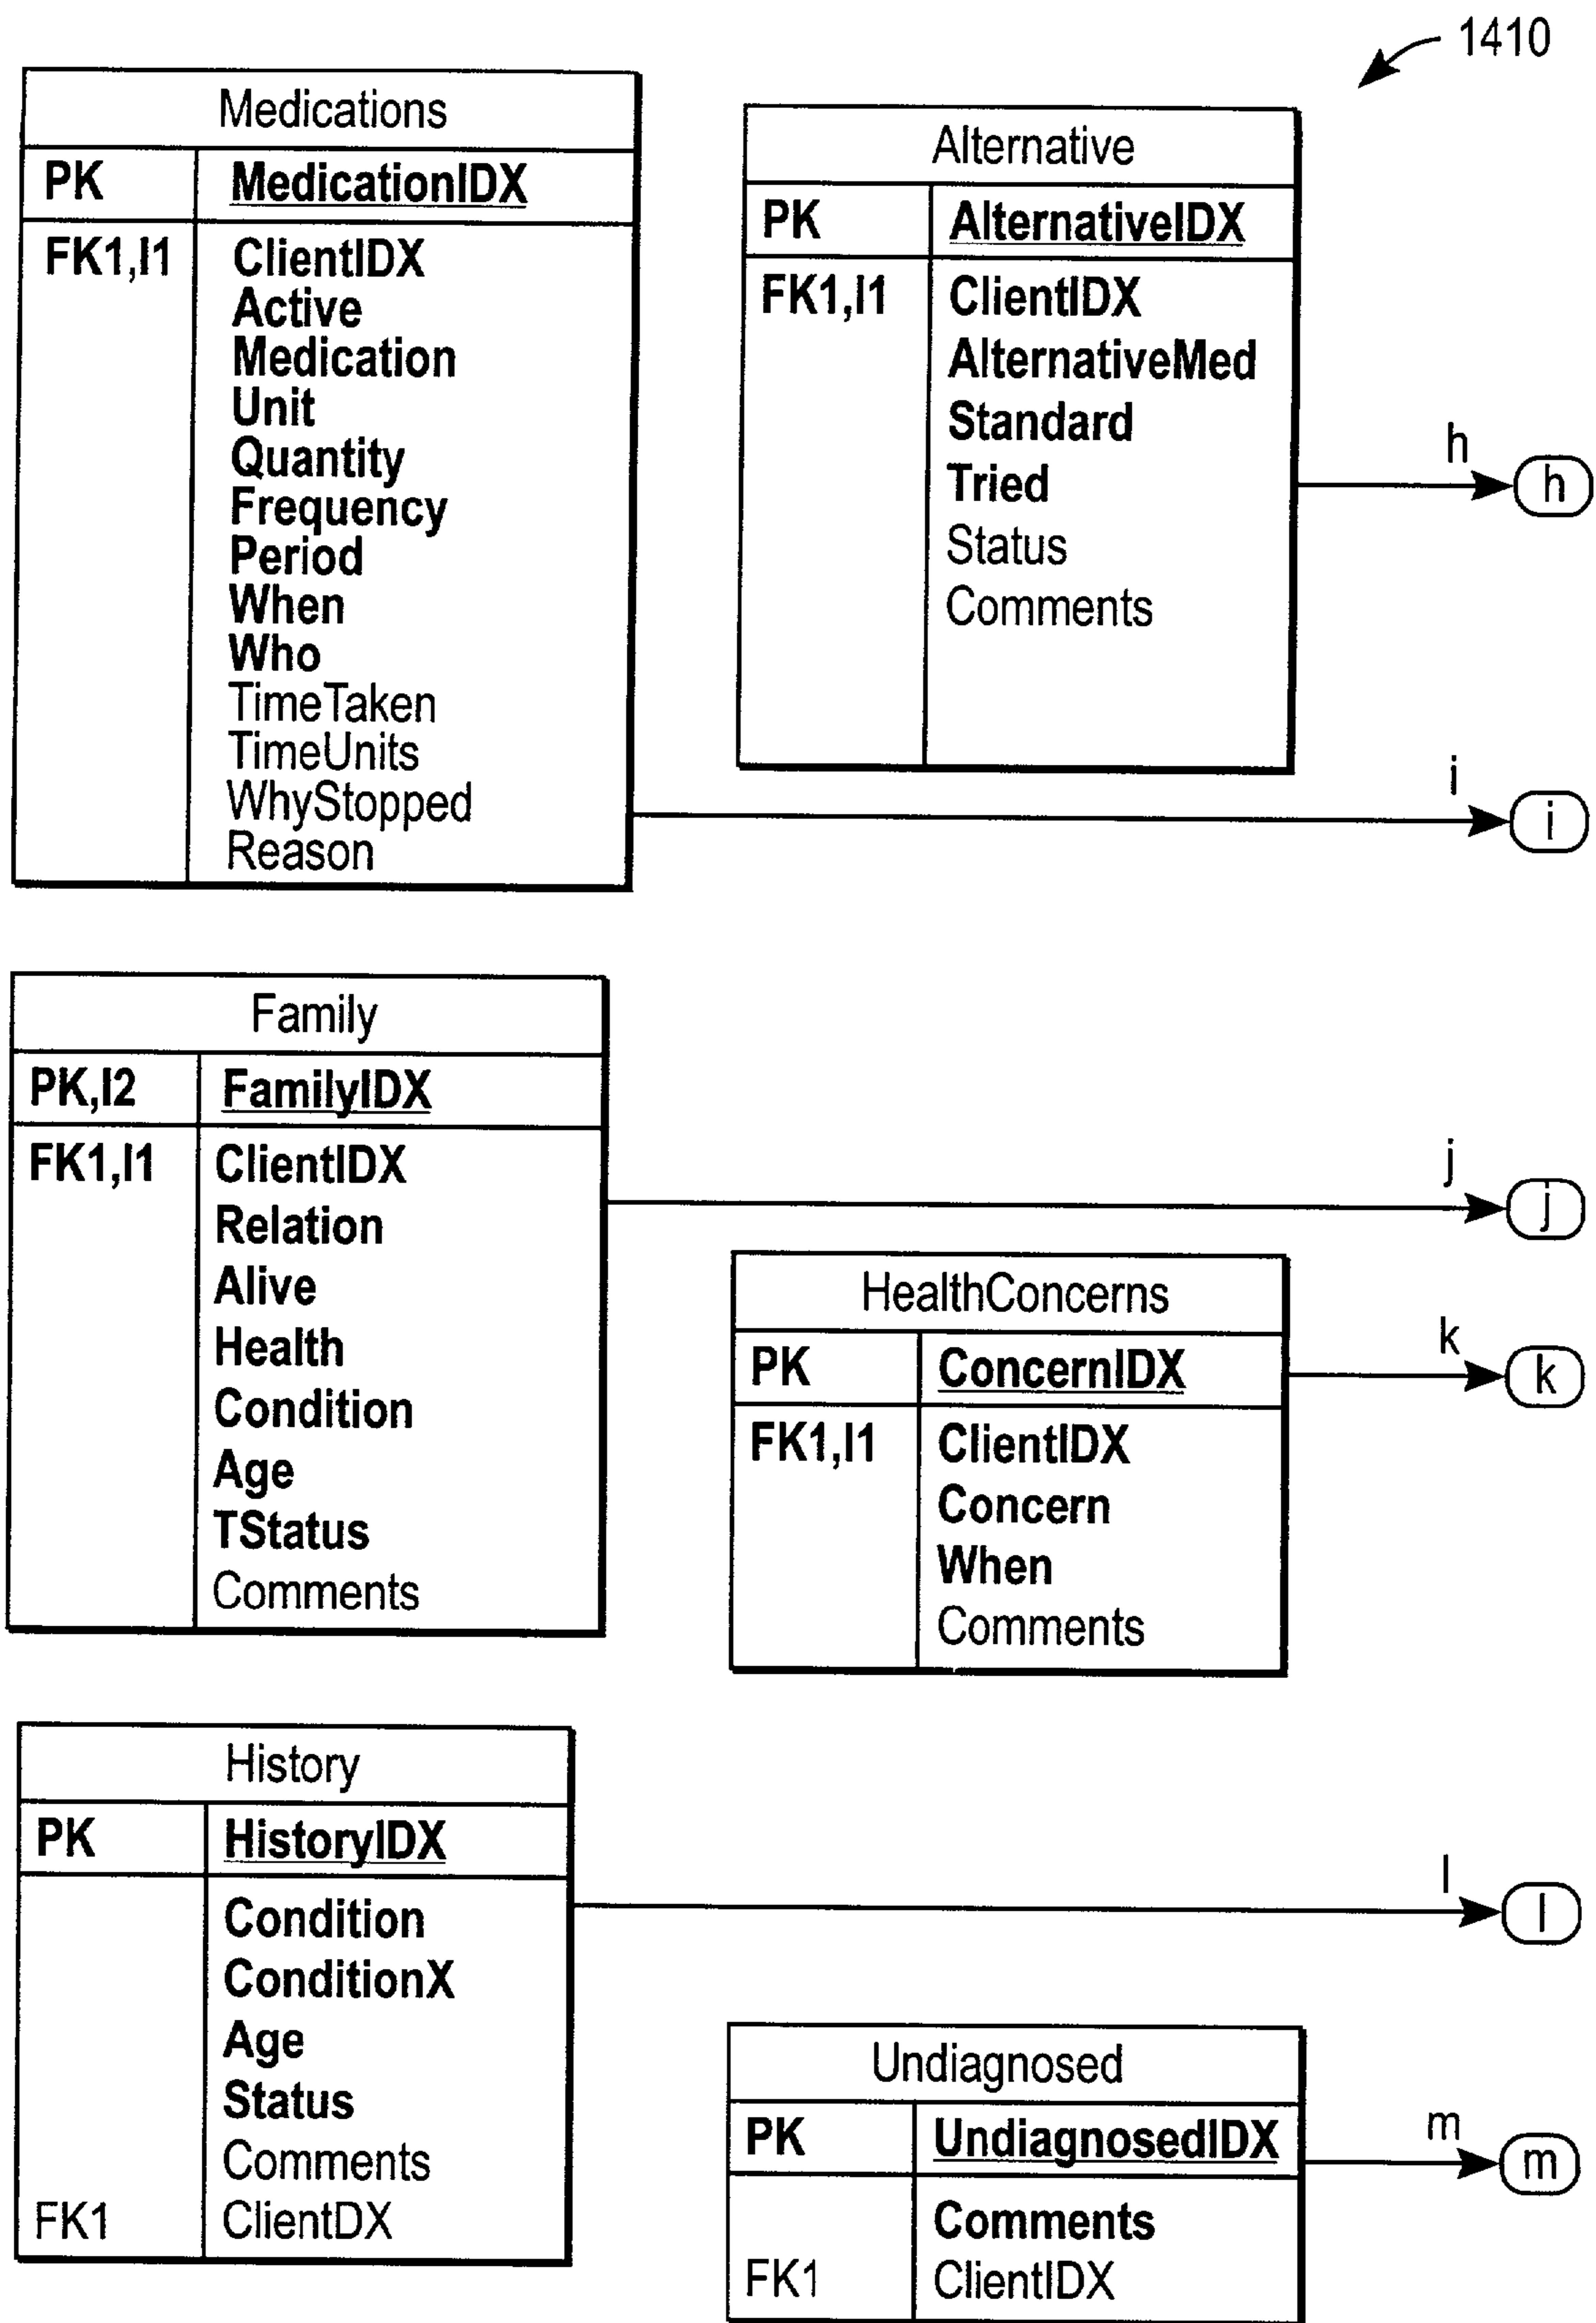 1410
Medications
PK MedicationIDX
FK1,I1 ClientIDX
Active
Medication
Unit
Quantity
Frequency
Period
When
Who
TimeTaken
TimeUnits
WhyStopped
Reason
Alternative
PK AlternativeIDX
FK1,I1 ClientIDX
AlternativeMed
Standard
Tried
Status
Comments
h
h
i
i
Family
PK,I2 FamilyIDX
FK1,I1 ClientIDX
Relation
Alive
Health
Condition
Age
TStatus
Comments
j
j
HealthConcerns
PK ConcernIDX
FK1,I1 ClientIDX
Concern
When
Comments
k
k
History
PK HistoryIDX
Condition
ConditionX
Age
Status
Comments
FK1 ClientDX
l
l
Undiagnosed
PK UndiagnosedIDX
Comments
FK1 ClientIDX
m
m